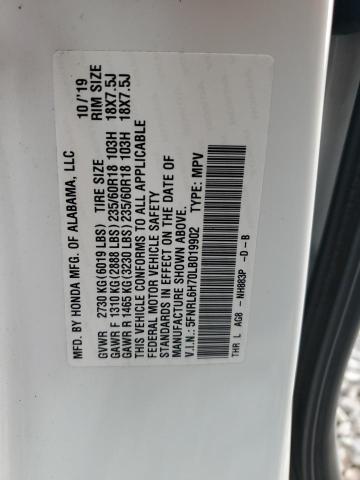 MFD. BY HONDA MFG. OF ALABAMA, LLC 10/'19
GVWR 2730 KG(6019 LBS) TIRE SIZE RIM SIZE
GAWR F 1310 KG(2888 LBS) 235/60R18 103H 18X7.5J
GAWR R 1465 KG(3230 LBS) 235/60R18 103H 18X7.5J
THIS VEHICLE CONFORMS TO ALL APPLICABLE
FEDERAL MOTOR VEHICLE SAFETY
STANDARDS IN EFFECT ON THE DATE OF
MANUFACTURE SHOWN ABOVE.
V.I.N.: 5FNRL6H70LB019902 TYPE: MPV
THR L AG8 - NH883P -D-B